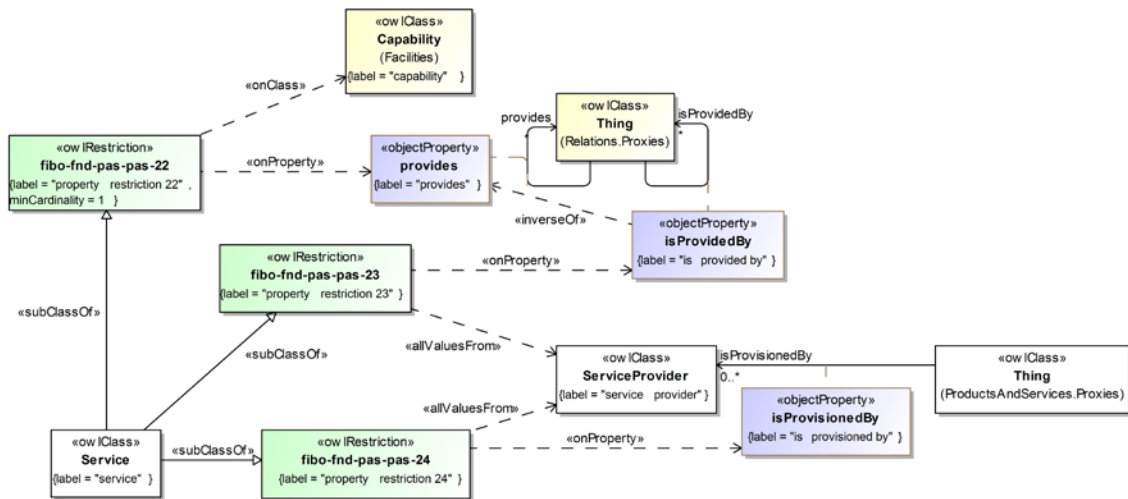 «owlClass»
Capability
(Facilities)
{label = "capability" }
«onClass»
«owlClass»
Thing
(Relations.Proxies)
provides
*
isProvidedBy
*
«owlRestriction»
fibo-fnd-pas-pas-22
{label = "property restriction 22" ,
minCardinality = 1 }
«onProperty»
«objectProperty»
provides
{label = "provides" }
«inverseOf»
«objectProperty»
isProvidedBy
{label = "is provided by" }
«owlRestriction»
fibo-fnd-pas-pas-23
{label = "property restriction 23" }
«onProperty»
«subClassOf»
«subClassOf»
«allValuesFrom»
«owlClass»
ServiceProvider
{label = "service provider" }
isProvisionedBy
0..*
«owlClass»
Thing
(ProductsAndServices.Proxies)
«allValuesFrom»
«objectProperty»
isProvisionedBy
{label = "is provisioned by" }
«owlClass»
Service
{label = "service" }
«subClassOf»
«owlRestriction»
fibo-fnd-pas-pas-24
{label = "property restriction 24" }
«onProperty»